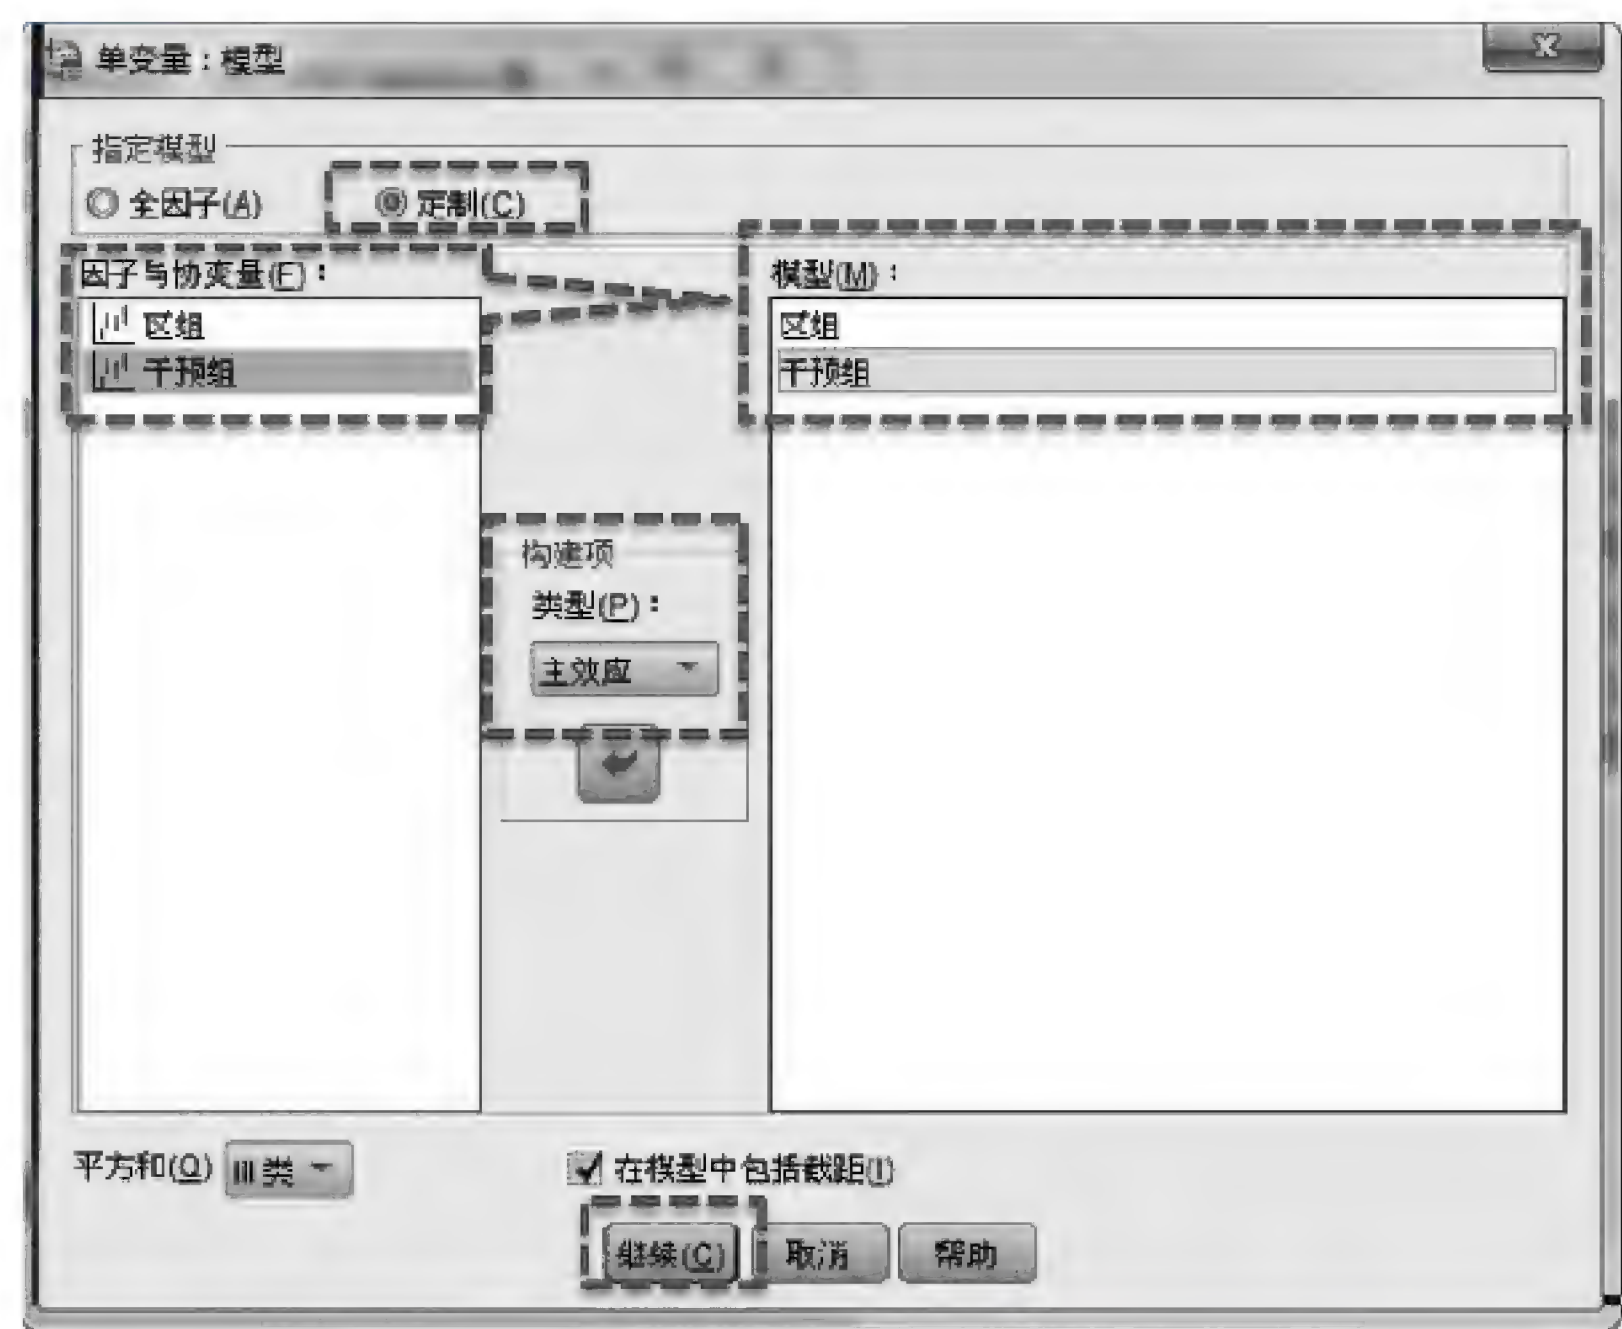 单变量：模型
指定模型
全因子(A)
定制(C)
因子与协变量(F)：
区组
干预组
模型(M)：
区组
干预组
构建项
类型(P)：
主效应
平方和(Q)
III类
在模型中包括截距(I)
继续(C)
取消
帮助